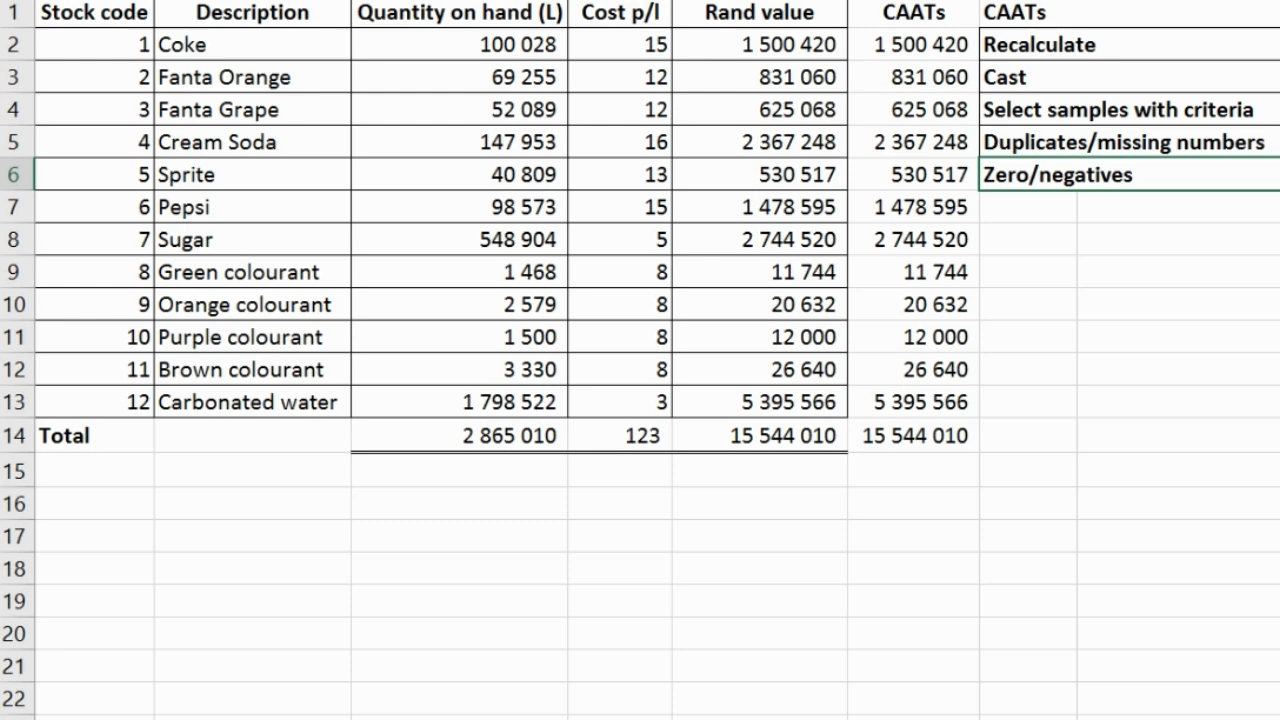 1 Stock code Description Quantity on hand (L) Cost p/l Rand value CAATs CAATs
2 1 Coke 100 028 15 1 500 420 1 500 420 Recalculate
3 2 Fanta Orange 69 255 12 831 060 831 060 Cast
4 3 Fanta Grape 52 089 12 625 068 625 068 Select samples with criteria
5 4 Cream Soda 147 953 16 2 367 248 2 367 248 Duplicates/missing numbers
6 5 Sprite 40 809 13 530 517 530 517 Zero/negatives
7 6 Pepsi 98 573 15 1 478 595 1 478 595
8 7 Sugar 548 904 5 2 744 520 2 744 520
9 8 Green colourant 1 468 8 11 744 11 744
10 9 Orange colourant 2 579 8 20 632 20 632
11 10 Purple colourant 1 500 8 12 000 12 000
12 11 Brown colourant 3 330 8 26 640 26 640
13 12 Carbonated water 1 798 522 3 5 395 566 5 395 566
14 Total 2 865 010 123 15 544 010 15 544 010
15
16
17
18
19
20
21
22